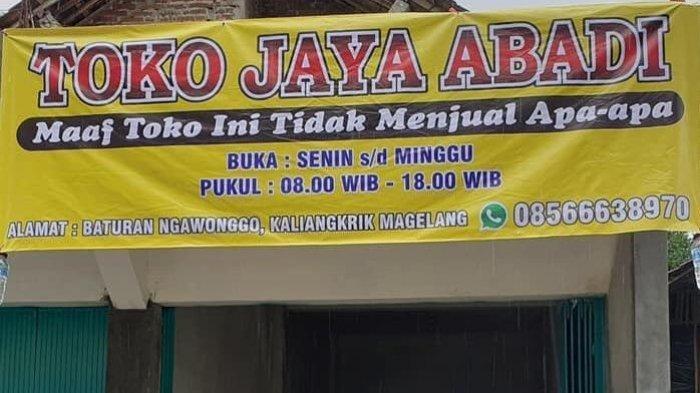 TOKO JAYA ABADI
Maaf Toko Ini Tidak Menjual Apa-apa
BUKA : SENIN s/d MINGGU
PUKUL : 08.00 WIB - 18.00 WIB
ALAMAT : BATURAN NGAWONGGO, KALIANGKRIK MAGELANG 08566638970